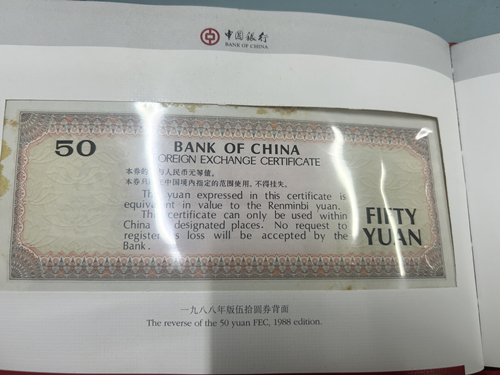 中国银行
BANK OF CHINA
50
BANK OF CHINA
FOREIGN EXCHANGE CERTIFICATE
本券的 与人民币元等值。
本券只 在中国境内指定的范围使用,不得挂失。
The yuan expressed in this certificate is
equivalent in value to the Renminbi yuan.
This certificate can only be used within
China designated places. No request to
register loss will be accepted by the
Bank.
FIFTY
YUAN
一九八八年版伍拾圆券背面
The reverse of the 50 yuan FEC, 1988 edition.